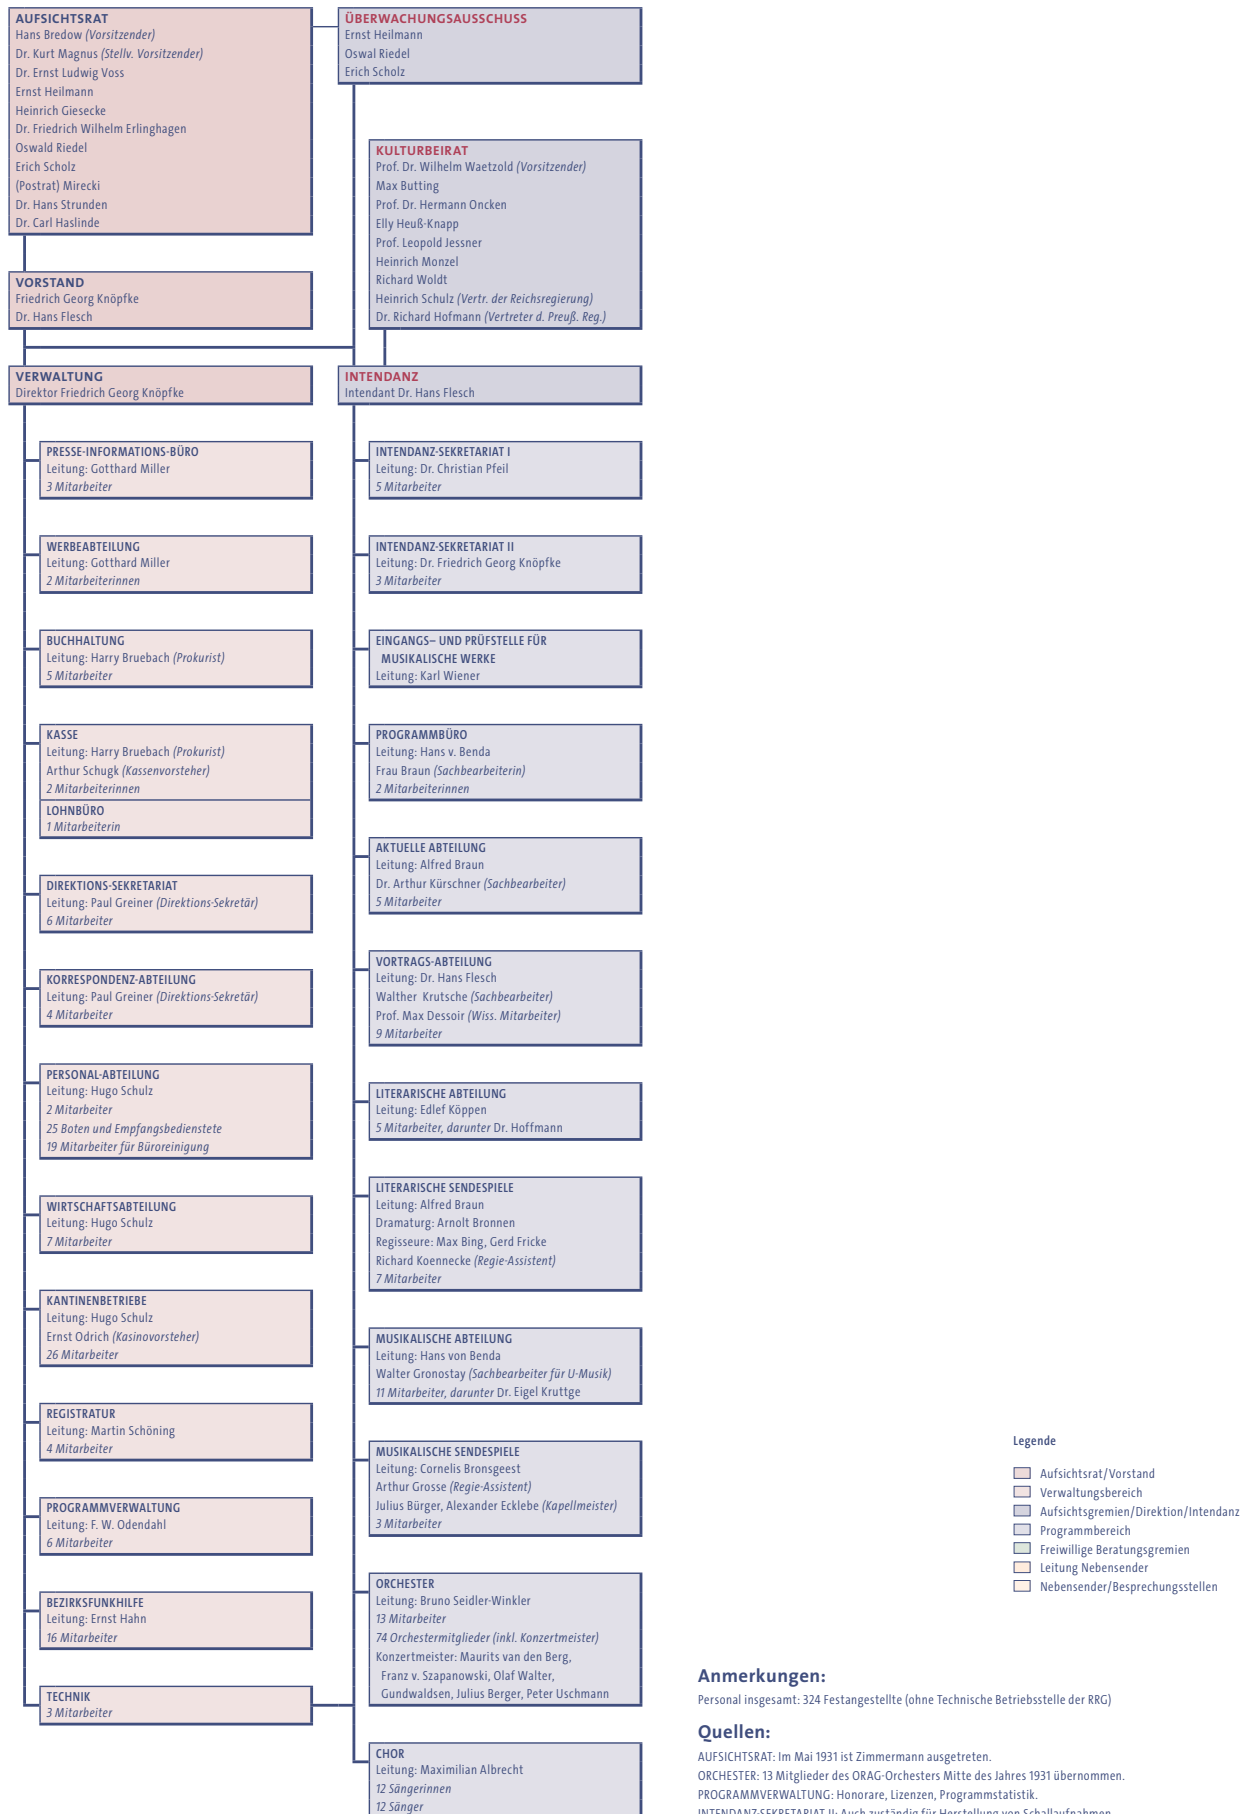 AUFSICHTSRAT
Hans Bredow (Vorsitzender)
Dr. Kurt Magnus (Stellv. Vorsitzender)
Dr. Ernst Ludwig Voss
Ernst Heilmann
Heinrich Giesecke
Dr. Friedrich Wilhelm Erlinghagen
Oswald Riedel
Erich Scholz
(Postrat) Mirecki
Dr. Hans Strunden
Dr. Carl Haslinde
ÜBERWACHUNGSAUSSCHUSS
Ernst Heilmann
Oswal Riedel
Erich Scholz
KULTURBEIRAT
Prof. Dr. Wilhelm Waetzold (Vorsitzender)
Max Butting
Prof. Dr. Hermann Oncken
Elly Heuß-Knapp
Prof. Leopold Jessner
Heinrich Monzel
Richard Woldt
Heinrich Schulz (Vertr. der Reichsregierung)
Dr. Richard Hofmann (Vertreter d. Preuß. Reg.)
VORSTAND
Friedrich Georg Knöpfke
Dr. Hans Flesch
VERWALTUNG
Direktor Friedrich Georg Knöpfke
PRESSE-INFORMATIONS-BÜRO
Leitung: Gotthard Miller
3 Mitarbeiter
WERBEABTEILUNG
Leitung: Gotthard Miller
2 Mitarbeiterinnen
BUCHHALTUNG
Leitung: Harry Bruebach (Prokurist)
5 Mitarbeiter
KASSE
Leitung: Harry Bruebach (Prokurist)
Arthur Schugk (Kassenvorsteher)
2 Mitarbeiterinnen
LOHNBÜRO
1 Mitarbeiterin
DIREKTIONS-SEKRETARIAT
Leitung: Paul Greiner (Direktions-Sekretär)
6 Mitarbeiter
KORRESPONDENZ-ABTEILUNG
Leitung: Paul Greiner (Direktions-Sekretär)
4 Mitarbeiter
PERSONAL-ABTEILUNG
Leitung: Hugo Schulz
2 Mitarbeiter
25 Boten und Empfangsbedienstete
19 Mitarbeiter für Büroreinigung
WIRTSCHAFTSABTEILUNG
Leitung: Hugo Schulz
7 Mitarbeiter
KANTINENBETRIEBE
Leitung: Hugo Schulz
Ernst Odrich (Kasinovorsteher)
26 Mitarbeiter
REGISTRATUR
Leitung: Martin Schöning
4 Mitarbeiter
PROGRAMMVERWALTUNG
Leitung: F. W. Odendahl
6 Mitarbeiter
BEZIRKSFUNKHILFE
Leitung: Ernst Hahn
16 Mitarbeiter
TECHNIK
3 Mitarbeiter
INTENDANZ
Intendant Dr. Hans Flesch
INTENDANZ-SEKRETARIAT I
Leitung: Dr. Christian Pfeil
5 Mitarbeiter
INTENDANZ-SEKRETARIAT II
Leitung: Dr. Friedrich Georg Knöpfke
3 Mitarbeiter
EINGANGS– UND PRÜFSTELLE FÜR
MUSIKALISCHE WERKE
Leitung: Karl Wiener
PROGRAMMBÜRO
Leitung: Hans v. Benda
Frau Braun (Sachbearbeiterin)
2 Mitarbeiterinnen
AKTUELLE ABTEILUNG
Leitung: Alfred Braun
Dr. Arthur Kürschner (Sachbearbeiter)
5 Mitarbeiter
VORTRAGS-ABTEILUNG
Leitung: Dr. Hans Flesch
Walther Krutsche (Sachbearbeiter)
Prof. Max Dessoir (Wiss. Mitarbeiter)
9 Mitarbeiter
LITERARISCHE ABTEILUNG
Leitung: Edlef Köppen
5 Mitarbeiter, darunter Dr. Hoffmann
LITERARISCHE SENDESPIELE
Leitung: Alfred Braun
Dramaturg: Arnolt Bronnen
Regisseure: Max Bing, Gerd Fricke
Richard Koennecke (Regie-Assistent)
7 Mitarbeiter
MUSIKALISCHE ABTEILUNG
Leitung: Hans von Benda
Walter Gronostay (Sachbearbeiter für U-Musik)
11 Mitarbeiter, darunter Dr. Eigel Kruttge
MUSIKALISCHE SENDESPIELE
Leitung: Cornelis Bronsgeest
Arthur Grosse (Regie-Assistent)
Julius Bürger, Alexander Ecklebe (Kapellmeister)
3 Mitarbeiter
ORCHESTER
Leitung: Bruno Seidler-Winkler
13 Mitarbeiter
74 Orchestermitglieder (inkl. Konzertmeister)
Konzertmeister: Maurits van den Berg,
Franz v. Szapanowski, Olaf Walter,
Gundwaldsen, Julius Berger, Peter Uschmann
CHOR
Leitung: Maximilian Albrecht
12 Sängerinnen
12 Sänger
Legende
Aufsichtsrat/Vorstand
Verwaltungsbereich
Aufsichtsgremien/Direktion/Intendanz
Programmbereich
Freiwillige Beratungsgremien
Leitung Nebensender
Nebensender/Besprechungsstellen
Anmerkungen:
Personal insgesamt: 324 Festangestellte (ohne Technische Betriebsstelle der RRG)
Quellen:
AUFSICHTSRAT: Im Mai 1931 ist Zimmermann ausgetreten.
ORCHESTER: 13 Mitglieder des ORAG-Orchesters Mitte des Jahres 1931 übernommen.
PROGRAMMVERWALTUNG: Honorare, Lizenzen, Programmstatistik.
INTENDANZ-SEKRETARIAT II: Auch zuständig für Herstellung von Schallaufnahmen